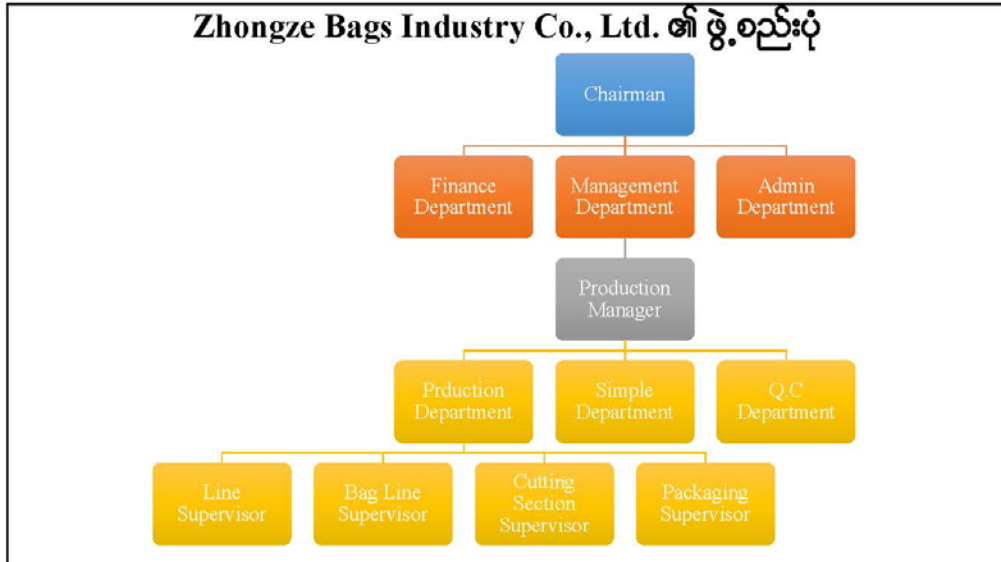 Zhongze Bags Industry Co., Ltd. ၏ ဖွဲ့စည်းပုံ
Chairman
Finance
Department
Management
Department
Admin
Department
Production
Manager
Prduction
Department
Simple
Department
Q.C
Department
Line
Supervisor
Bag Line
Supervisor
Cutting
Section
Supervisor
Packaging
Supervisor